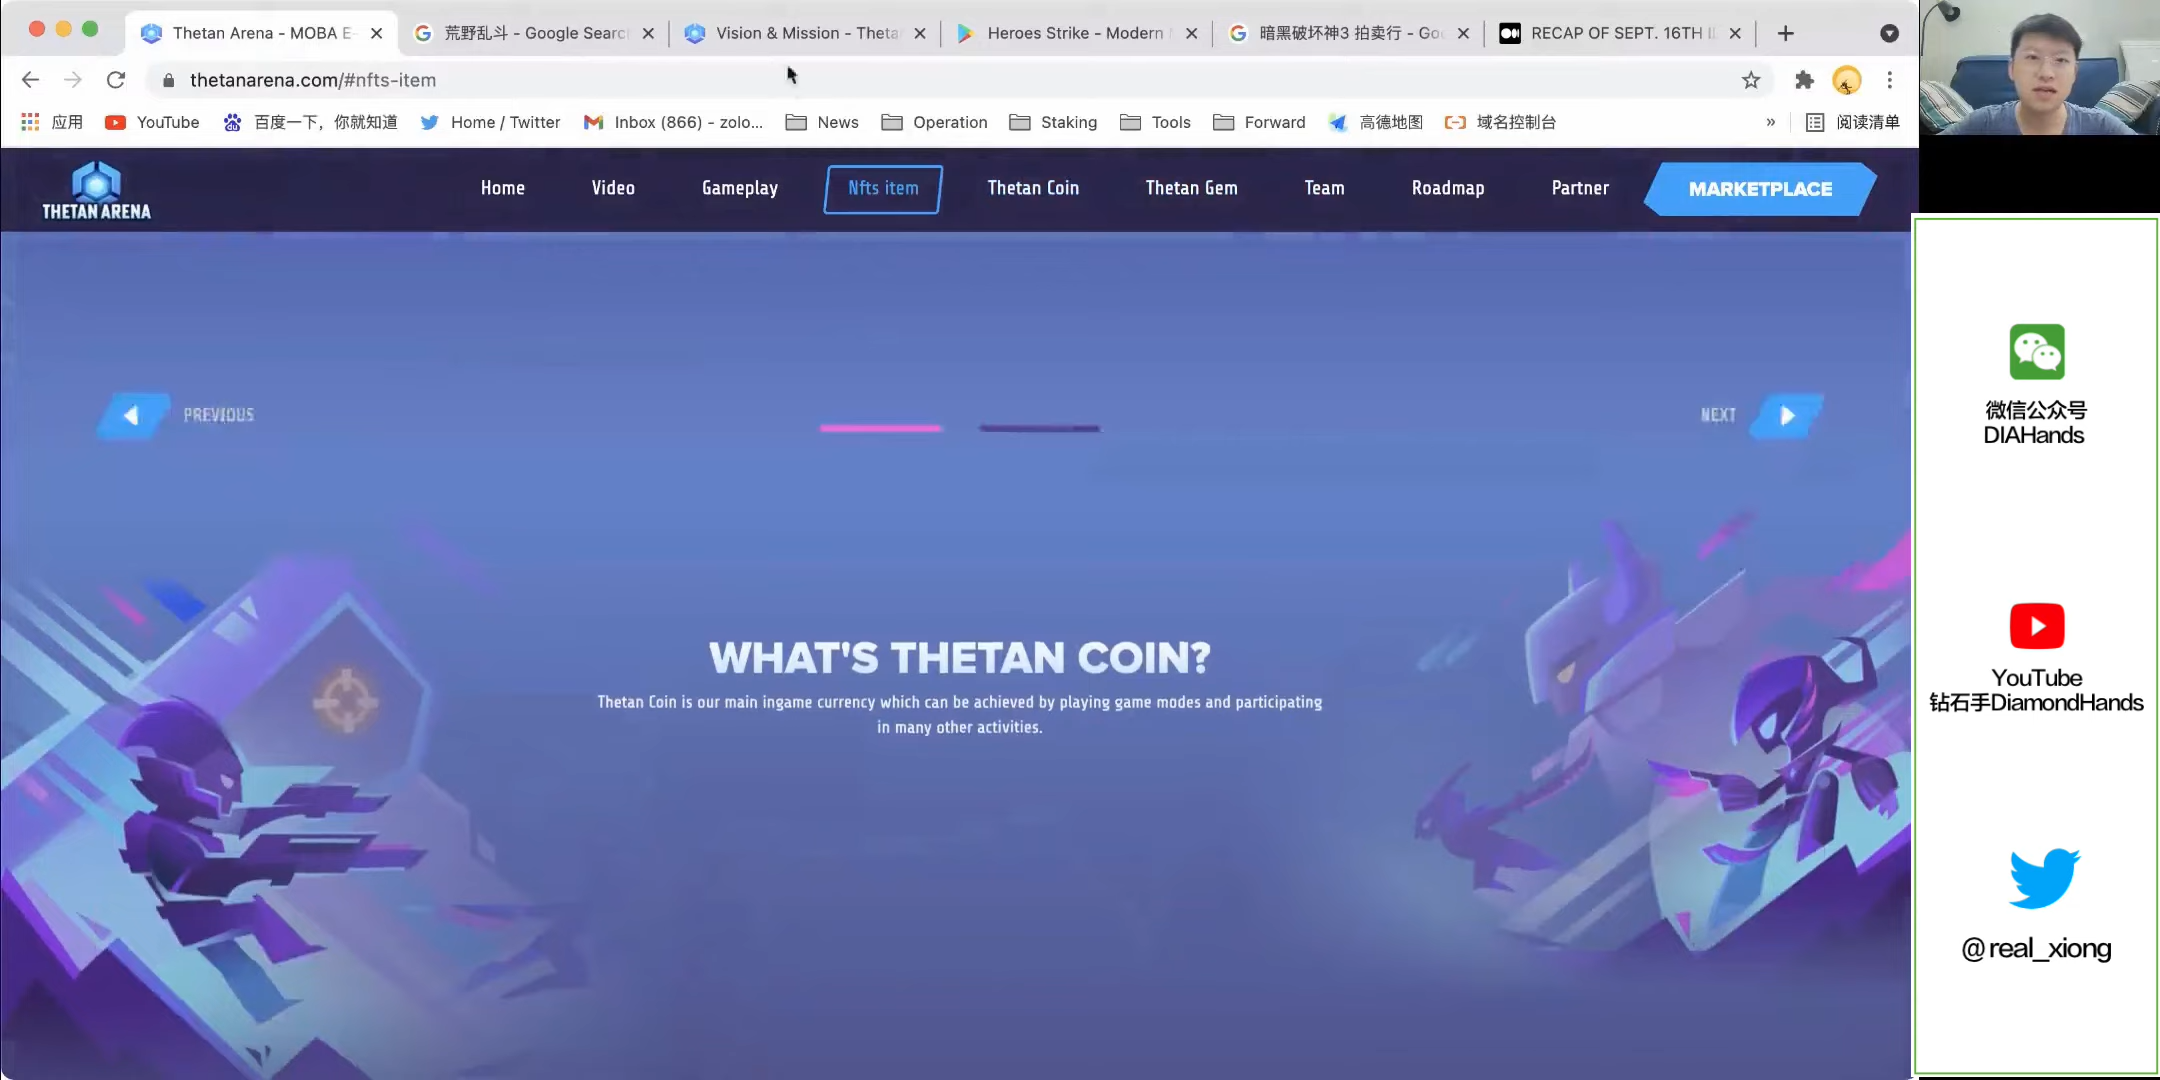 Thetan Arena - MOBA E-
荒野乱斗 - Google Searc
Vision & Mission - Theta
Heroes Strike - Modern
暗黑破坏神3 拍卖行 - Go
RECAP OF SEPT. 16TH
thetanarena.com/#nfts-item
应用
YouTube
百度一下，你就知道
Home / Twitter
Inbox (866) - zolo...
News
Operation
Staking
Tools
Forward
高德地图
域名控制台
»
阅读清单
THETAN ARENA
Home
Video
Gameplay
Nfts item
Thetan Coin
Thetan Gem
Team
Roadmap
Partner
MARKETPLACE
PREVIOUS
NEXT
WHAT'S THETAN COIN?
Thetan Coin is our main ingame currency which can be achieved by playing game modes and participating
in many other activities.
微信公众号
DIAHands
YouTube
钻石手DiamondHands
@real_xiong